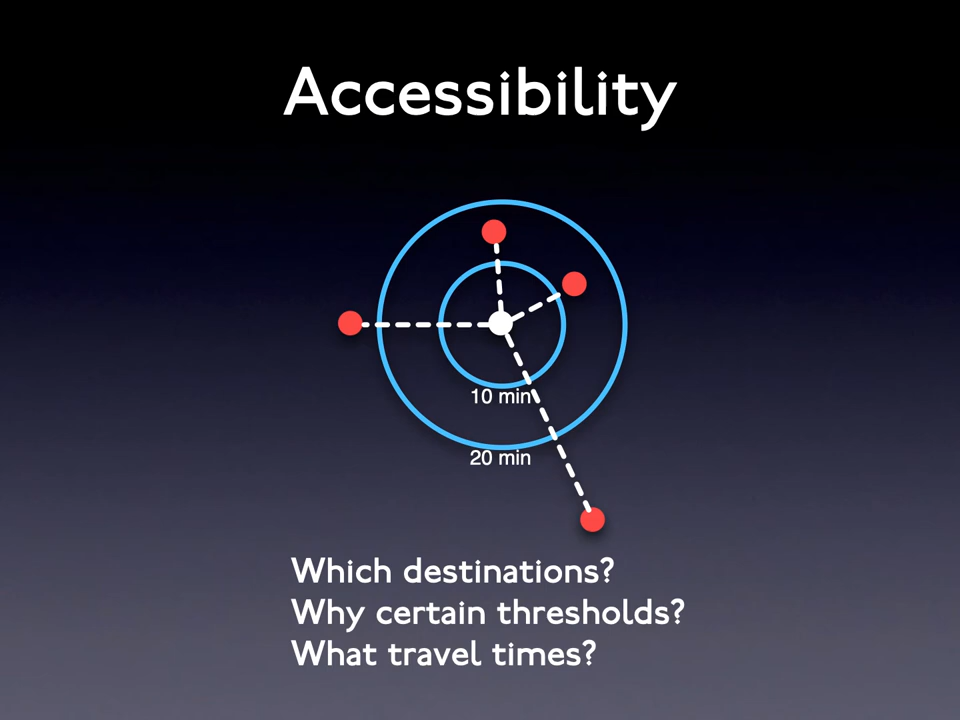 Accessibility
10 min
20 min
Which destinations?
Why certain thresholds?
What travel times?